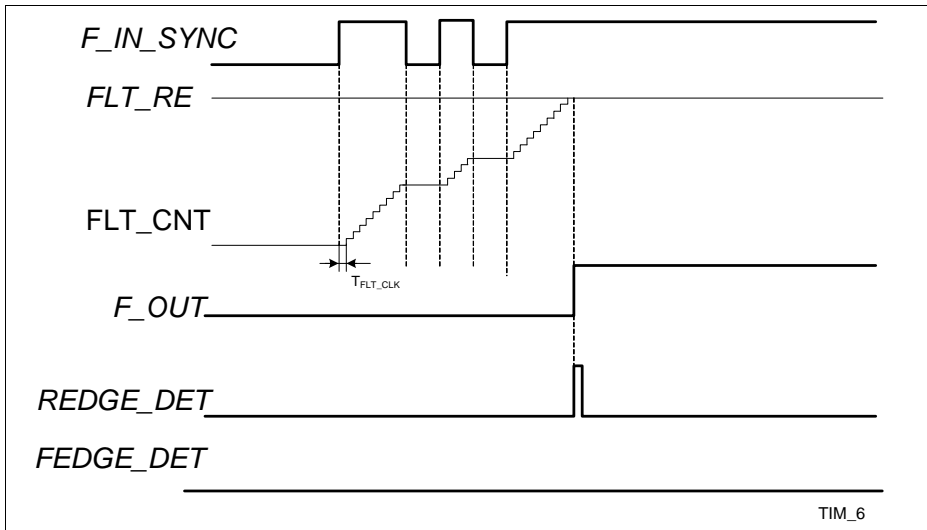 F_IN_SYNC
FLT_RE
FLT_CNT
TFLT_CLK
F_OUT
REDGE_DET
FEDGE_DET
TIM_6